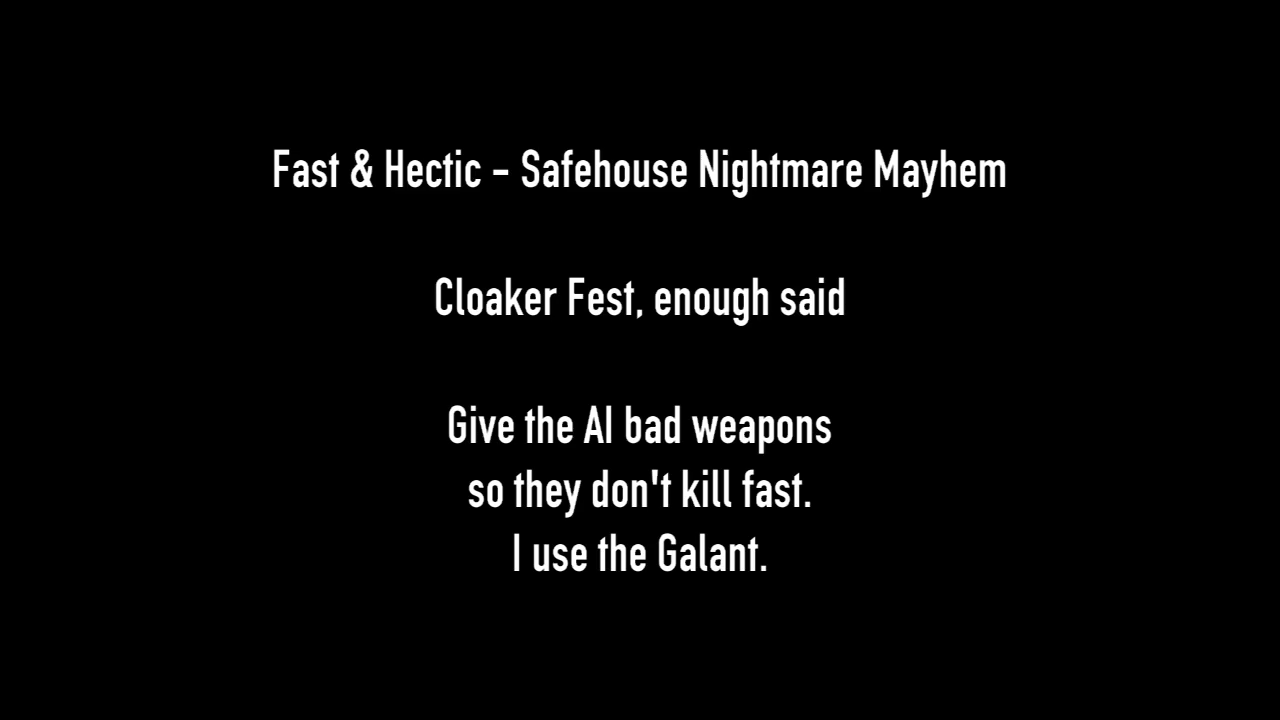 Fast & Hectic - Safehouse Nightmare Mayhem
Cloaker Fest, enough said
Give the AI bad weapons
so they don't kill fast.
I use the Galant.